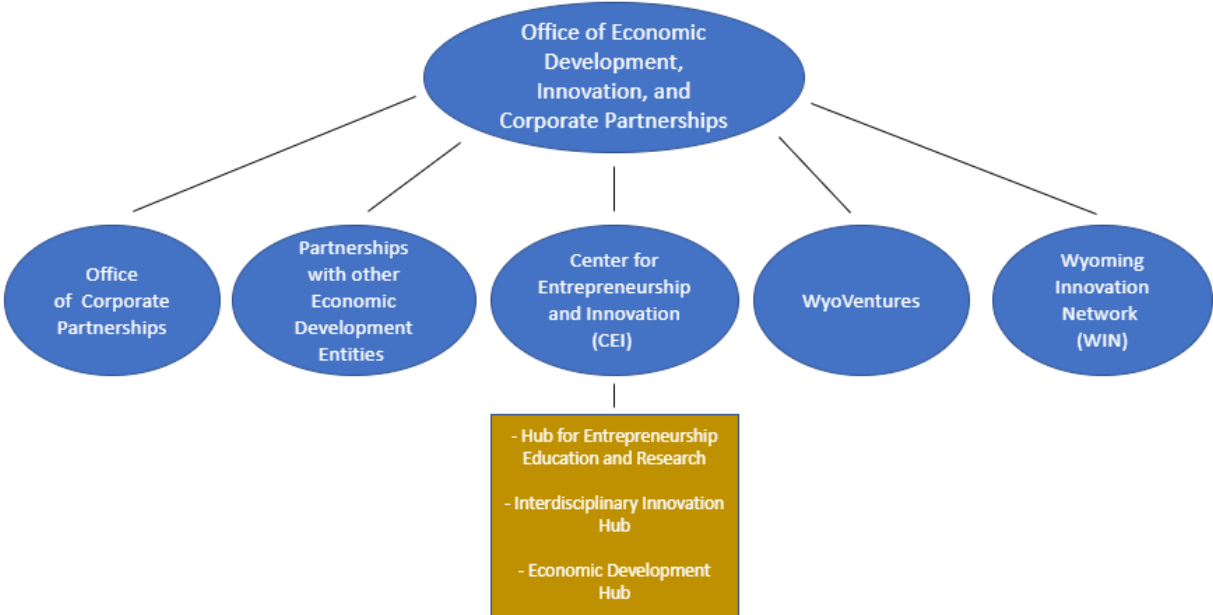 Office of Economic
Development,
Innovation, and
Corporate Partnerships
Office
of  Corporate
Partnerships
Partnerships
with other
Economic
Development
Entities
Center for
Entrepreneurship
and Innovation
(CEI)
WyoVentures
Wyoming
Innovation
Network
(WIN)
- Hub for Entrepreneurship
Education and Research
- Interdisciplinary Innovation
Hub
- Economic Development
Hub